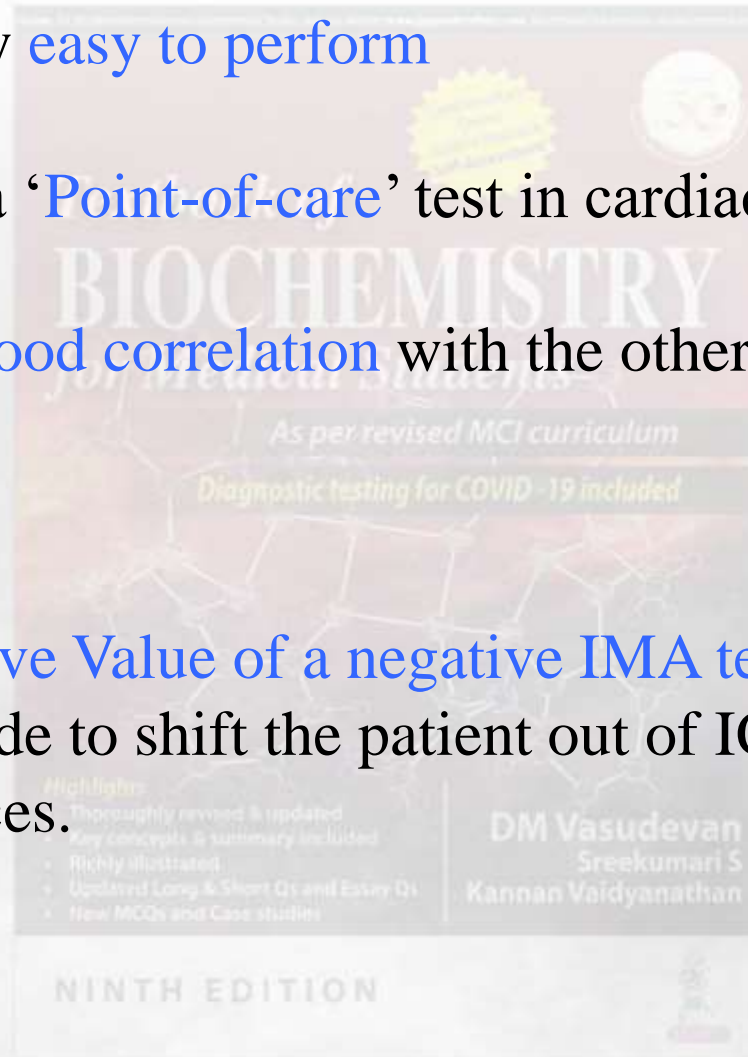 y easy to perform
a ‘Point-of-care’ test in cardiac
BIOCHEMISTRY
ood correlation with the other
for Medical Students
As per revised MCI curriculum
Diagnostic testing for COVID -19 included
ve Value of a negative IMA te
de to shift the patient out of IC
es.
Highlights
Thoroughly revised & updated
Key concepts & summary included
Richly illustrated
Updated Long & Short Qs and Essay Qs
New MCQs and Case studies
DM Vasudevan
Sreekumari S
Kannan Vaidyanathan
NINTH EDITION